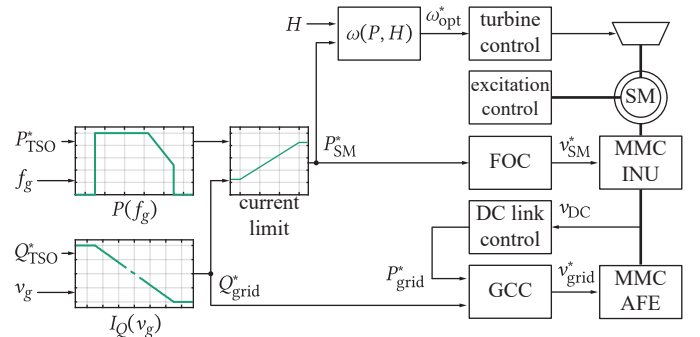 H
ω(P, H)
ω*opt
turbine
control
excitation
control
SM
P*TSO
fg
P(fg)
current
limit
P*SM
FOC
v*SM
MMC
INU
Q*TSO
vg
IQ(vg)
Q*grid
DC link
control
vDC
P*grid
GCC
v*grid
MMC
AFE